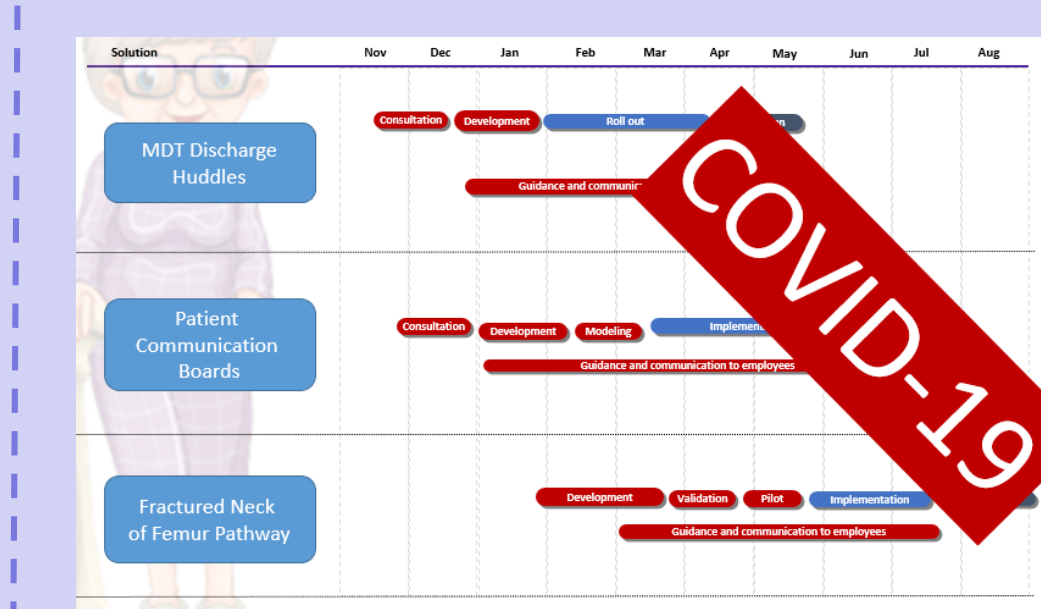 Solution Nov Dec Jan Feb Mar Apr May Jun Jul Aug
MDT Discharge
Huddles
Consultation Development Roll out
Guidance and
COVID-19
Patient
Communication
Boards
Consultation Development Modeling
Guidance and communication to employees
Fractured Neck
of Femur Pathway
Development Validation Pilot Implementation
Guidance and communication to employees